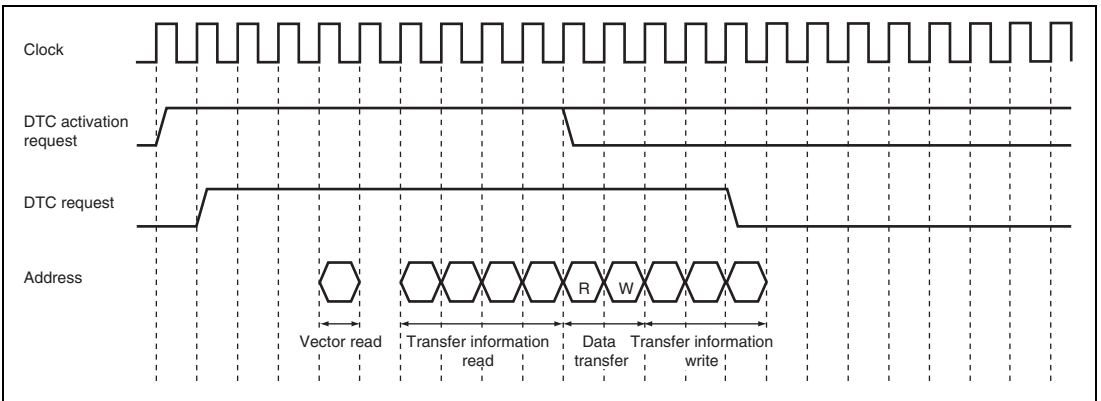 Clock
DTC activation
request
DTC request
Address
R W
Vector read
Transfer information
read
Data
transfer
Transfer information
write